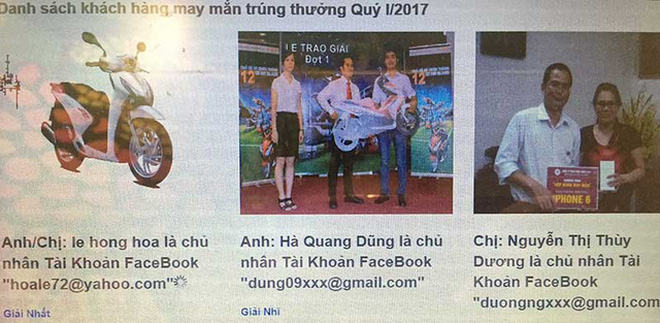 Danh sách khách hàng may mắn trúng thưởng Quý I/2017
LE TRAO GIẢI
Đợt 1
12
12
IPHONE 6
Anh/Chị: le hong hoa là chủ
nhân Tài Khoản FaceBook
"hoale72@yahoo.com"
Giải Nhất
Anh: Hà Quang Dũng là chủ
nhân Tài Khoản FaceBook
"dung09xxx@gmail.com"
Giải Nhì
Chị: Nguyễn Thị Thùy
Dương là chủ nhân Tài
Khoản FaceBook
"duongngxxx@gmail.com